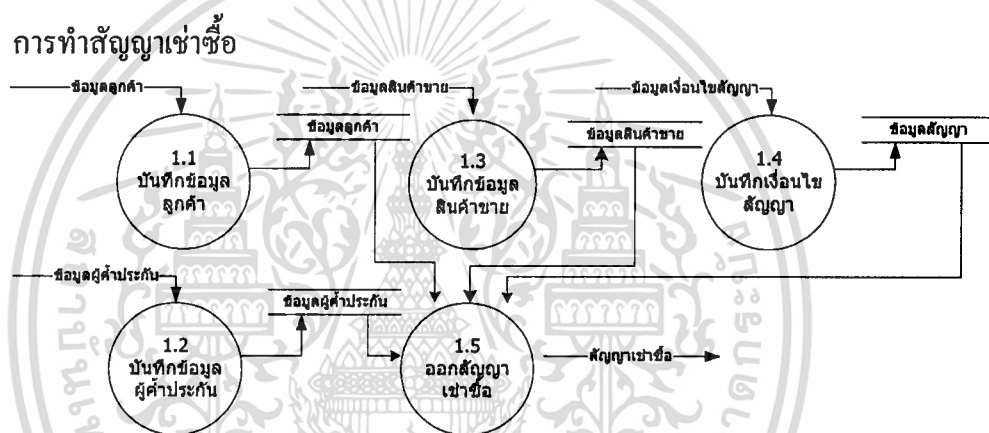 การทำสัญญาเช่าซื้อ
ข้อมูลลูกค้า
ข้อมูลสินค้าขาย
ข้อมูลเงื่อนไขสัญญา
ข้อมูลลูกค้า
ข้อมูลสินค้าขาย
ข้อมูลสัญญา
1.1
บันทึกข้อมูล
ลูกค้า
1.3
บันทึกข้อมูล
สินค้าขาย
1.4
บันทึกเงื่อนไข
สัญญา
ข้อมูลผู้ค้ำประกัน
ข้อมูลผู้ค้ำประกัน
1.2
บันทึกข้อมูล
ผู้ค้ำประกัน
1.5
ออกสัญญา
เช่าซื้อ
สัญญาเช่าซื้อ